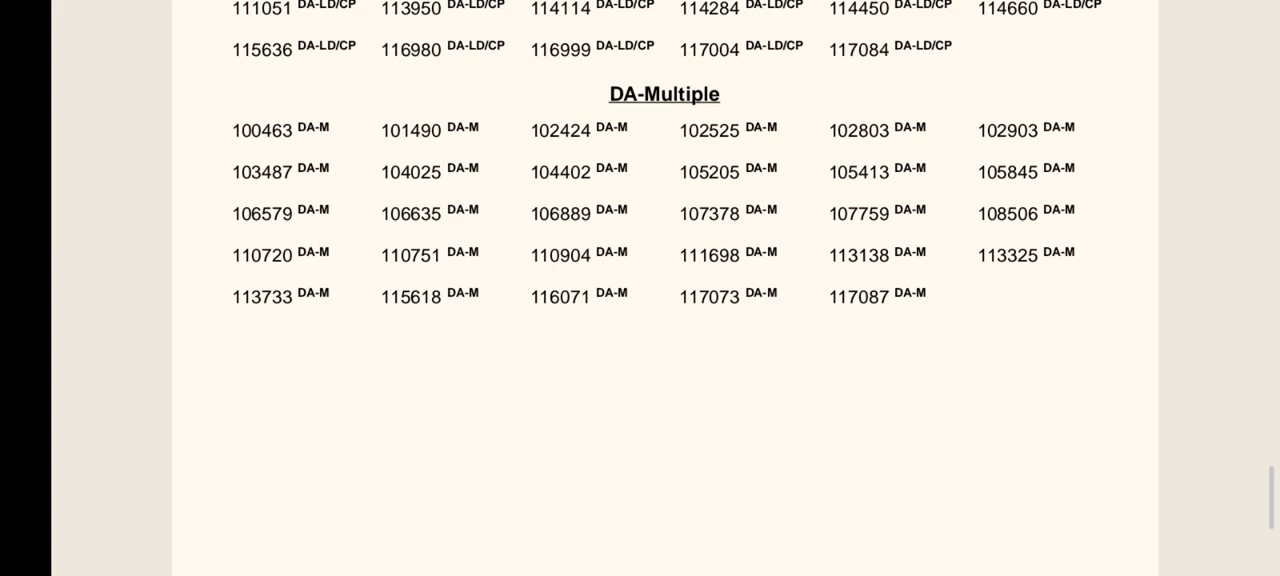 111051 DA-LD/CP 113950 DA-LD/CP 114114 DA-LD/CP 114284 DA-LD/CP 114450 DA-LD/CP 114660 DA-LD/CP
115636 DA-LD/CP 116980 DA-LD/CP 116999 DA-LD/CP 117004 DA-LD/CP 117084 DA-LD/CP
DA-Multiple
100463 DA-M 101490 DA-M 102424 DA-M 102525 DA-M 102803 DA-M 102903 DA-M
103487 DA-M 104025 DA-M 104402 DA-M 105205 DA-M 105413 DA-M 105845 DA-M
106579 DA-M 106635 DA-M 106889 DA-M 107378 DA-M 107759 DA-M 108506 DA-M
110720 DA-M 110751 DA-M 110904 DA-M 111698 DA-M 113138 DA-M 113325 DA-M
113733 DA-M 115618 DA-M 116071 DA-M 117073 DA-M 117087 DA-M